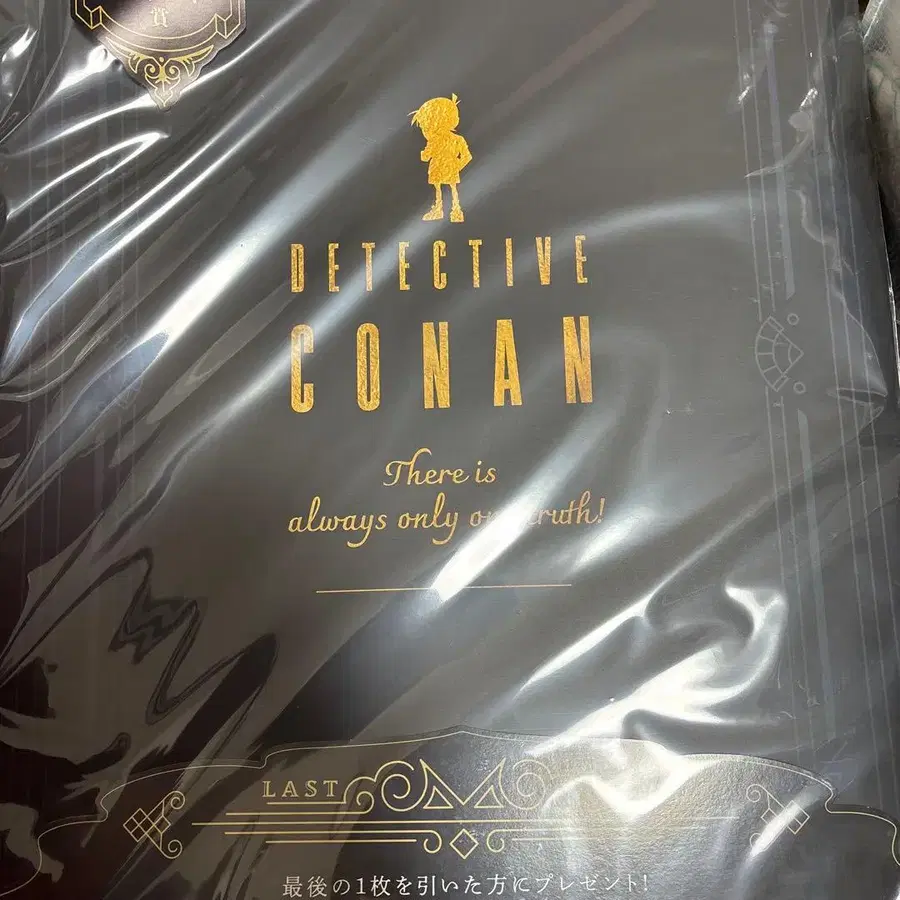 賞
DETECTIVE
CONAN
There is
always only one truth!
LAST
最後の1枚を引いた方にプレゼント!